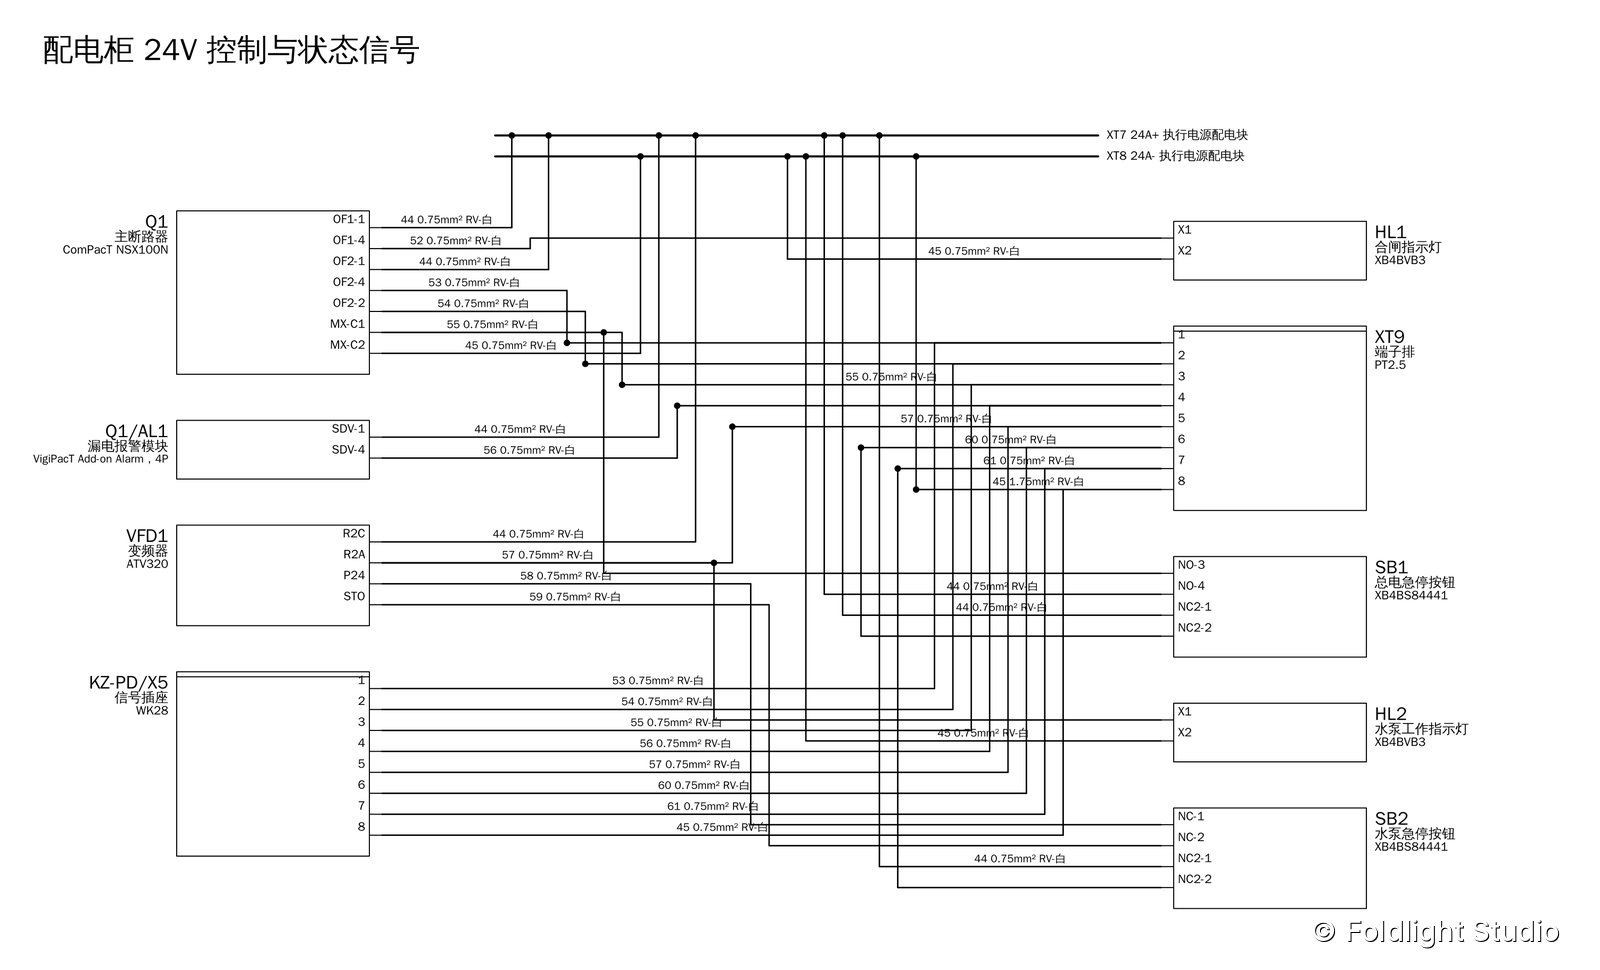 配电柜 24V 控制与状态信号
XT7 24A+ 执行电源配电块
XT8 24A- 执行电源配电块
Q1
主断路器
ComPacT NSX100N
OF1-1
OF1-4
OF2-1
OF2-4
OF2-2
MX-C1
MX-C2
44 0.75mm² RV-白
52 0.75mm² RV-白
44 0.75mm² RV-白
53 0.75mm² RV-白
54 0.75mm² RV-白
55 0.75mm² RV-白
45 0.75mm² RV-白
Q1/AL1
漏电报警模块
VigiPacT Add-on Alarm，4P
SDV-1
SDV-4
44 0.75mm² RV-白
56 0.75mm² RV-白
VFD1
变频器
ATV320
R2C
R2A
P24
STO
44 0.75mm² RV-白
57 0.75mm² RV-白
58 0.75mm² RV-白
59 0.75mm² RV-白
KZ-PD/X5
信号插座
WK28
1
2
3
4
5
6
7
8
53 0.75mm² RV-白
54 0.75mm² RV-白
55 0.75mm² RV-白
56 0.75mm² RV-白
57 0.75mm² RV-白
60 0.75mm² RV-白
61 0.75mm² RV-白
45 0.75mm² RV-白
45 0.75mm² RV-白
X1
X2
HL1
合闸指示灯
XB4BVB3
55 0.75mm² RV-白
57 0.75mm² RV-白
60 0.75mm² RV-白
61 0.75mm² RV-白
45 1.75mm² RV-白
1
2
3
4
5
6
7
8
XT9
端子排
PT2.5
44 0.75mm² RV-白
44 0.75mm² RV-白
NO-3
NO-4
NC2-1
NC2-2
SB1
总电急停按钮
XB4BS84441
45 0.75mm² RV-白
X1
X2
HL2
水泵工作指示灯
XB4BVB3
44 0.75mm² RV-白
NC-1
NC-2
NC2-1
NC2-2
SB2
水泵急停按钮
XB4BS84441
© Foldlight Studio